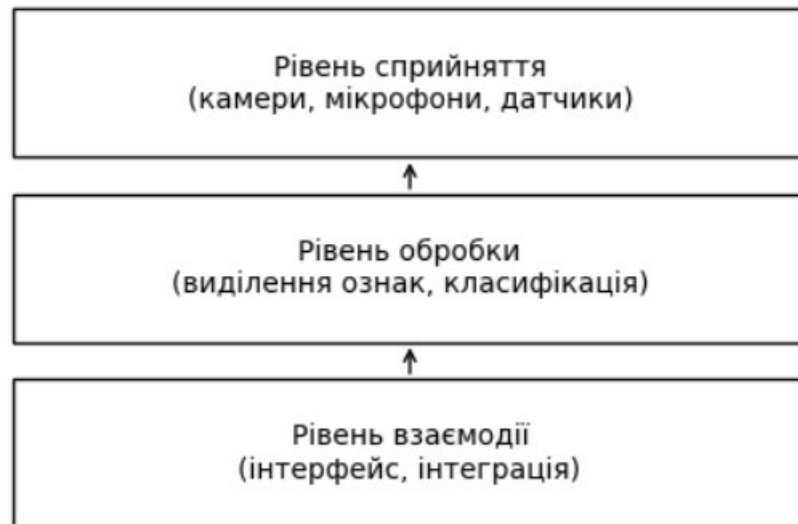 Рівень сприйняття
(камери, мікрофони, датчики)
Рівень обробки
(виділення ознак, класифікація)
Рівень взаємодії
(інтерфейс, інтеграція)